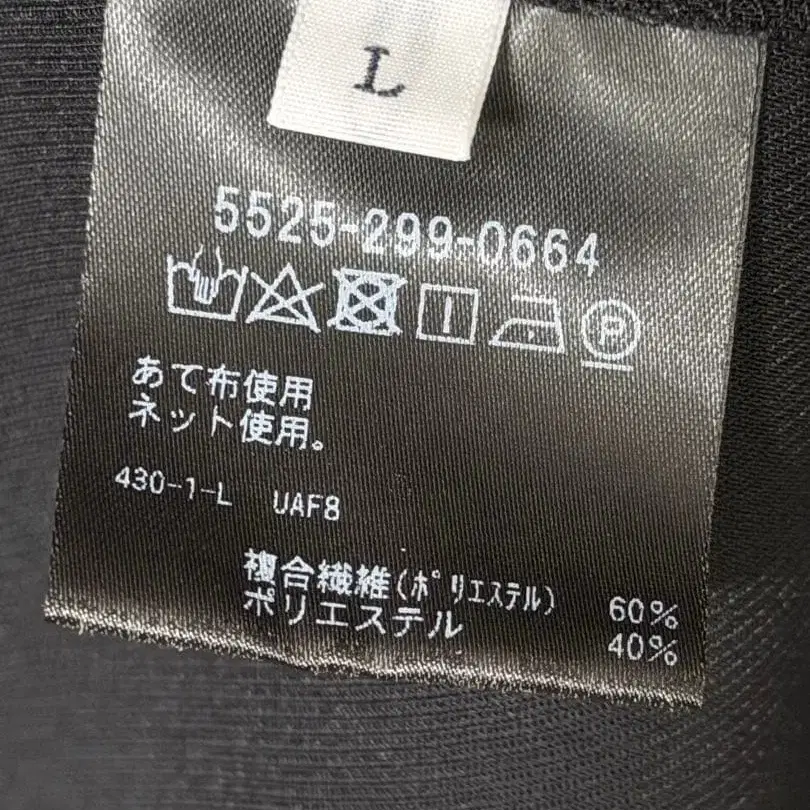 L
5525-299-0664
P
あて布使用
ネット使用。
430-1-L UAF8
複合繊維(ポリエステル) 60%
ポリエステル 40%